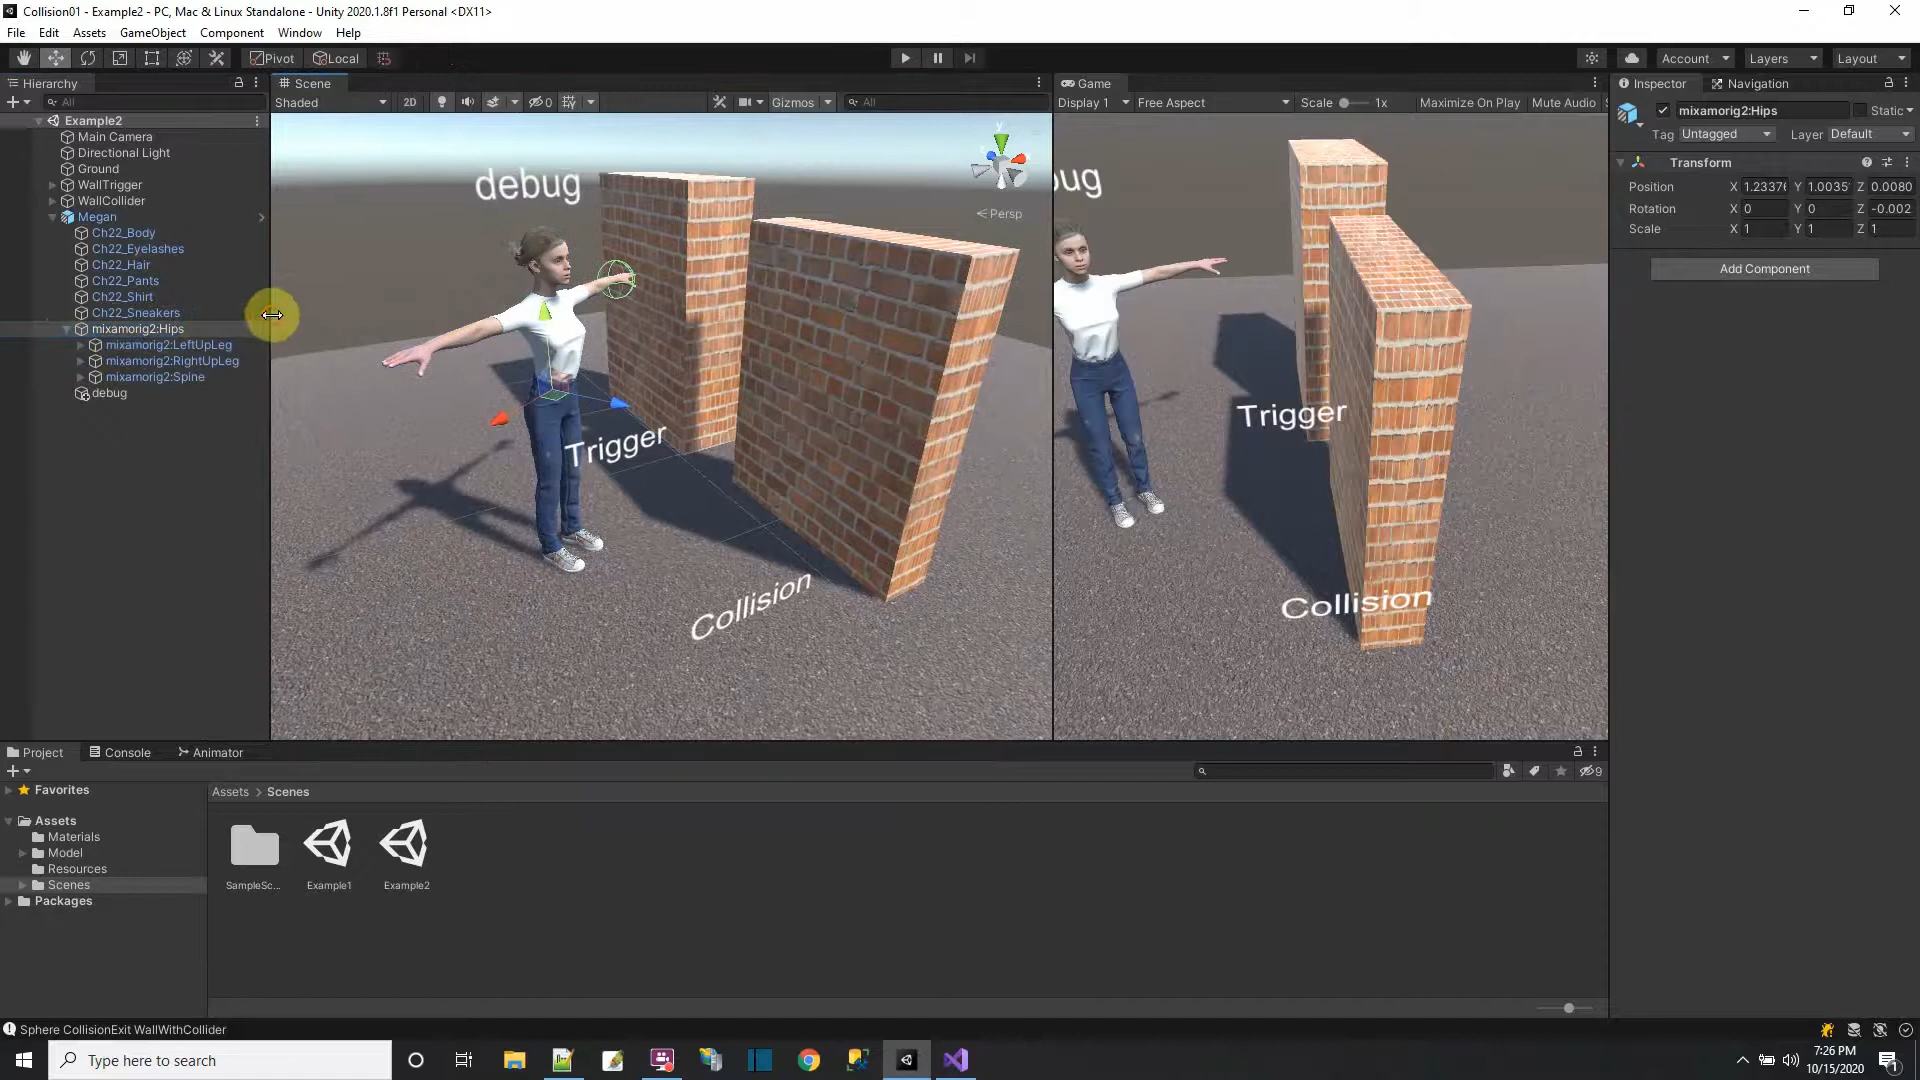 Collision01 - Example2 - PC, Mac & Linux Standalone - Unity 2020.1.8f1 Personal <DX11>
File Edit Assets GameObject Component Window Help
Pivot Local Account Layers Layout
Hierarchy
All
Example2
Main Camera
Directional Light
Ground
WallTrigger
WallCollider
Megan
Ch22_Body
Ch22_Eyelashes
Ch22_Hair
Ch22_Pants
Ch22_Shirt
Ch22_Sneakers
mixamorig2:Hips
mixamorig2:LeftUpLeg
mixamorig2:RightUpLeg
mixamorig2:Spine
debug
Scene
Shaded 2D 0 Gizmos All
y
Persp
debug
Trigger
Collision
Game
Display 1 Free Aspect Scale 1x Maximize On Play Mute Audio
bug
Trigger
Collision
Inspector Navigation
mixamorig2:Hips Static
Tag Untagged Layer Default
Transform
Position X 1.2337 Y 1.0035 Z 0.0080
Rotation X 0 Y 0 Z -0.002
Scale X 1 Y 1 Z 1
Add Component
Project Console Animator
9
Favorites
Assets
Materials
Model
Resources
Scenes
Packages
Assets > Scenes
SampleSc... Example1 Example2
Sphere CollisionExit WallWithCollider
Type here to search
7:26 PM
10/15/2020
1